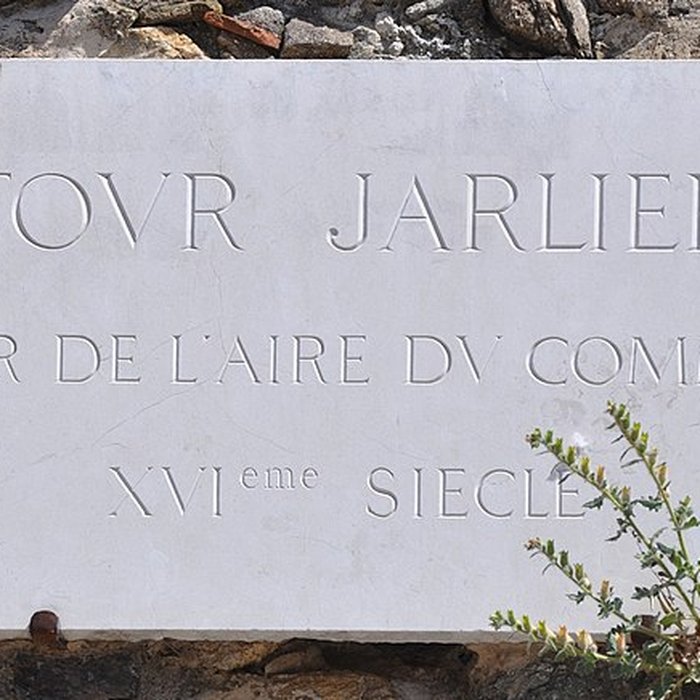 TOVR JARLIE
R DE L'AIRE DV COM
XVIeme SIECLE